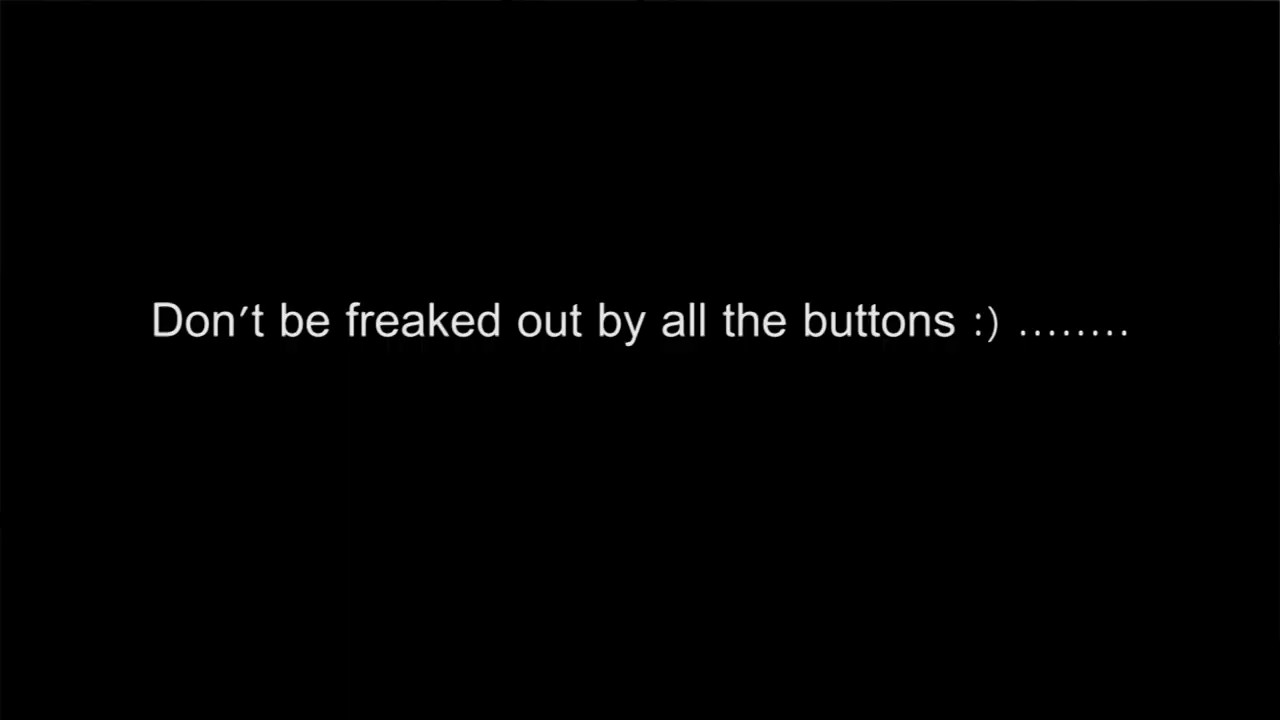 Don't be freaked out by all the buttons :) ........